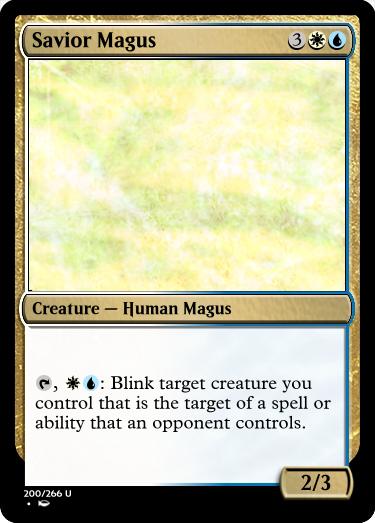 Savior Magus 3
Creature — Human Magus
, : Blink target creature you
control that is the target of a spell or
ability that an opponent controls.
2/3
200/266 U